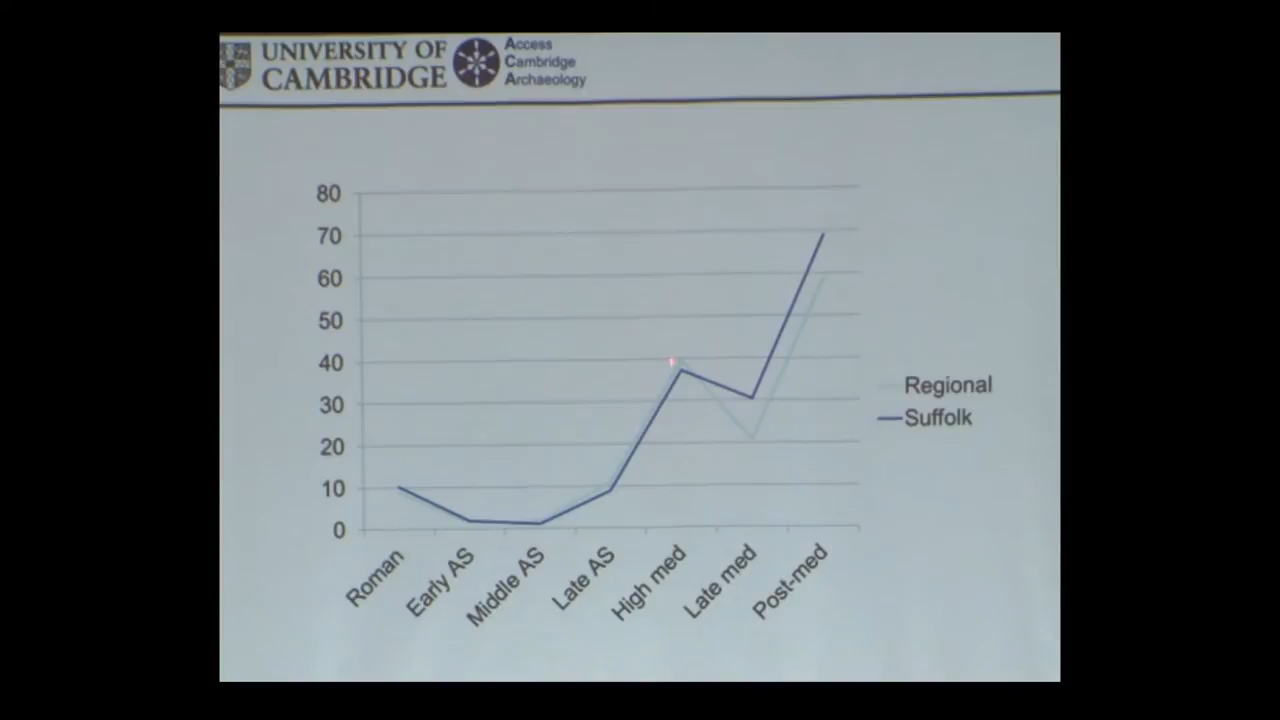 UNIVERSITY OF
CAMBRIDGE
Access
Cambridge
Archaeology
80
70
60
50
40
30
20
10
0
Roman
Early AS
Middle AS
Late AS
High med
Late med
Post-med
Regional
Suffolk